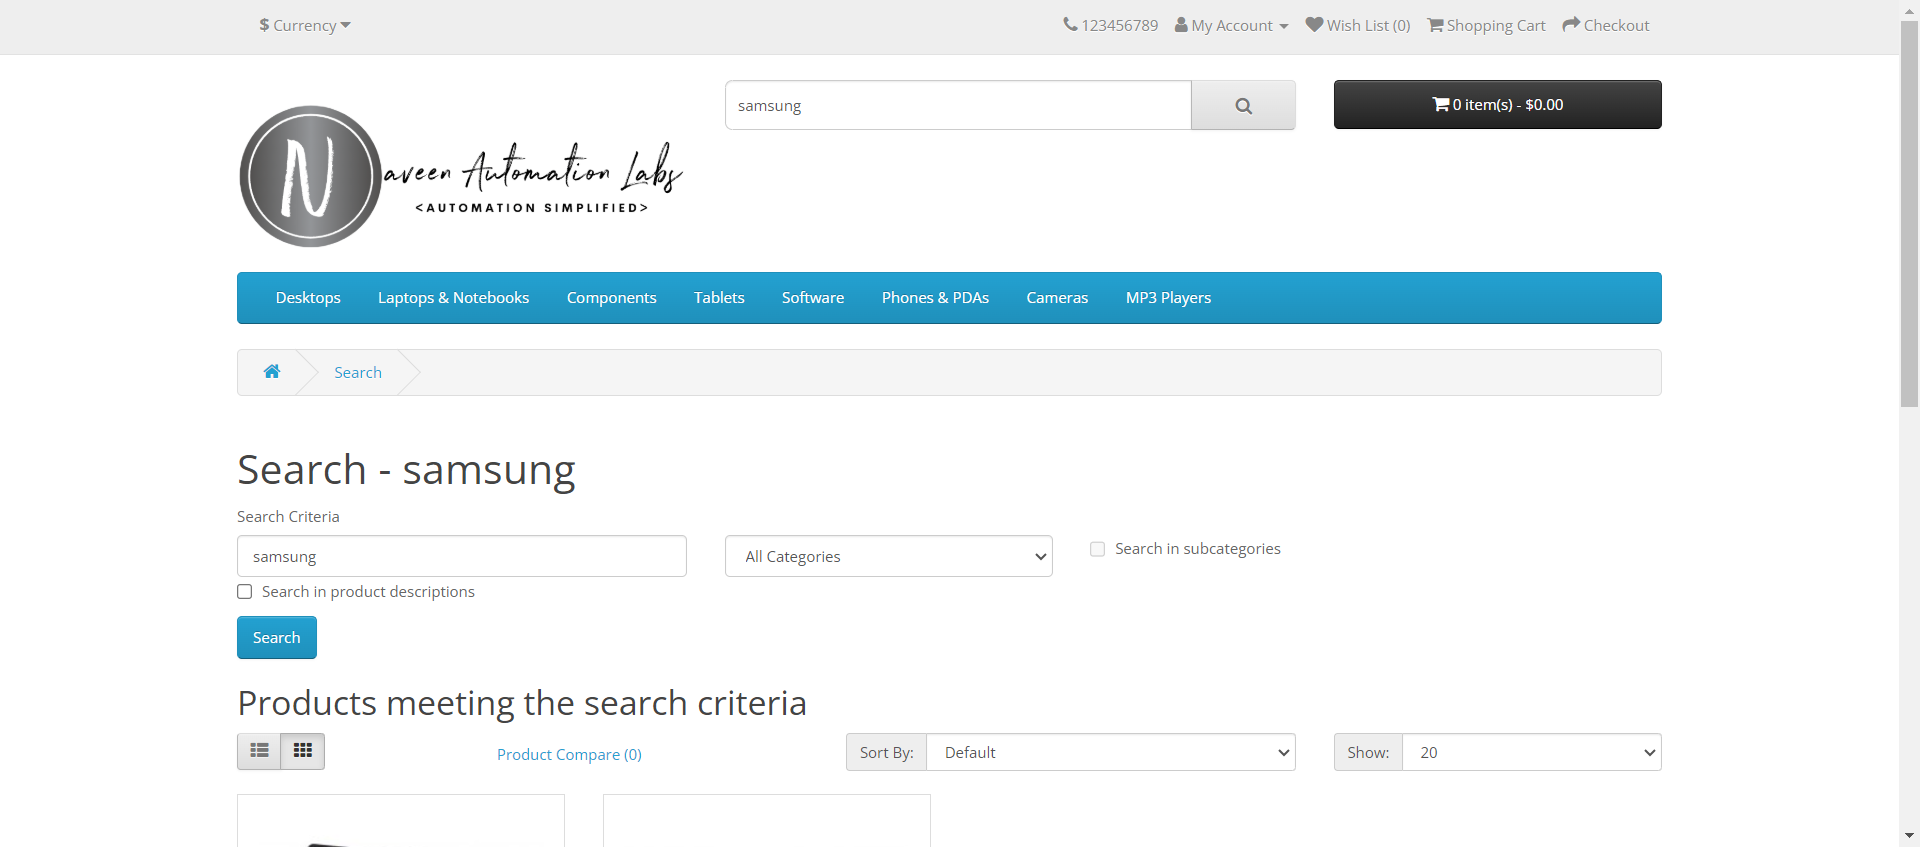 $ Currency
123456789 My Account Wish List (0) Shopping Cart Checkout
samsung
0 item(s) - $0.00
N
aveen Automation Labs
<AUTOMATION SIMPLIFIED>
Desktops Laptops & Notebooks Components Tablets Software Phones & PDAs Cameras MP3 Players
Search
Search - samsung
Search Criteria
samsung
All Categories
Search in subcategories
Search in product descriptions
Search
Products meeting the search criteria
Product Compare (0)
Sort By: Default
Show: 20